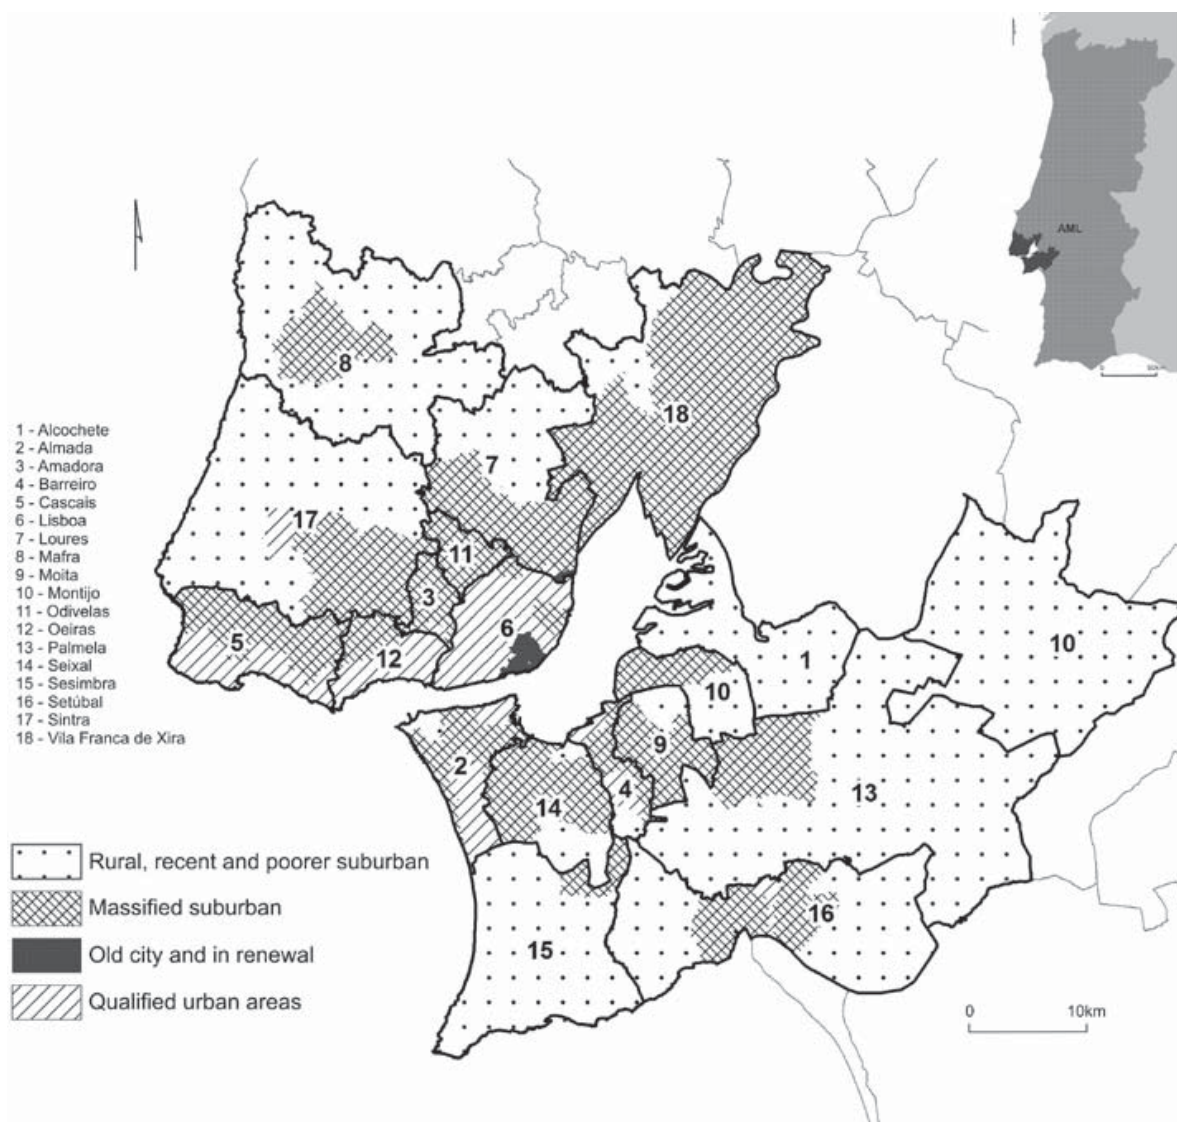 AML
0 50km
8
18
7
17
11
3
5
12
6
10
1
10
2
9
4
14
13
16
15
1 - Alcochete
2 - Almada
3 - Amadora
4 - Barreiro
5 - Cascais
6 - Lisboa
7 - Loures
8 - Mafra
9 - Moita
10 - Montijo
11 - Odivelas
12 - Oeiras
13 - Palmela
14 - Seixal
15 - Sesimbra
16 - Setúbal
17 - Sintra
18 - Vila Franca de Xira
Rural, recent and poorer suburban
Massified suburban
Old city and in renewal
Qualified urban areas
0 10km